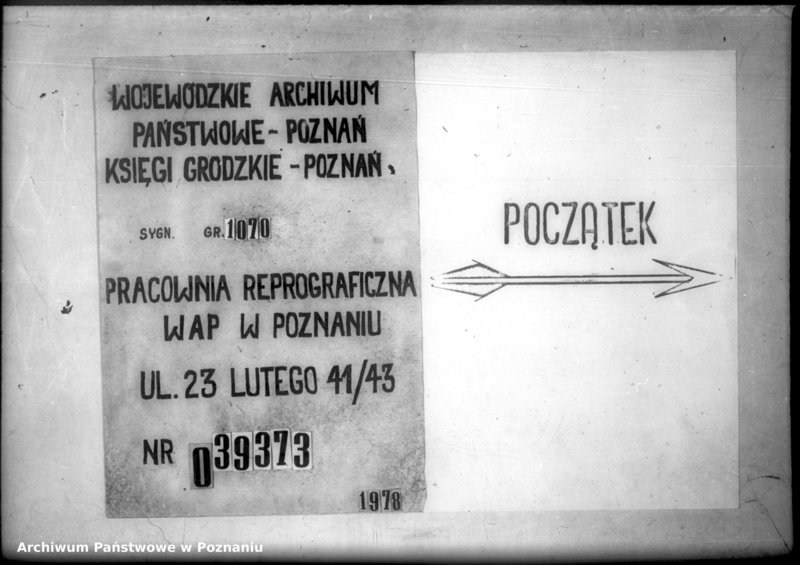 WOJEWÓDZKIE ARCHIWUM
PAŃSTWOWE - POZNAŃ
KSIĘGI GRODZKIE - POZNAŃ.
SYGN. GR. 1070
PRACOWNIA REPROGRAFICZNA
WAP W POZNANIU
UL. 23 LUTEGO 41/43
NR 039373
1978
POCZĄTEK
Archiwum Państwowe w Poznaniu